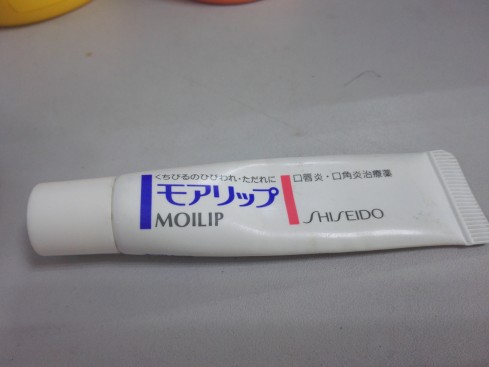 くちびるのひびわれ・ただれに
モアリップ
MOILIP
口唇炎・口角炎治療薬
SHISEIDO